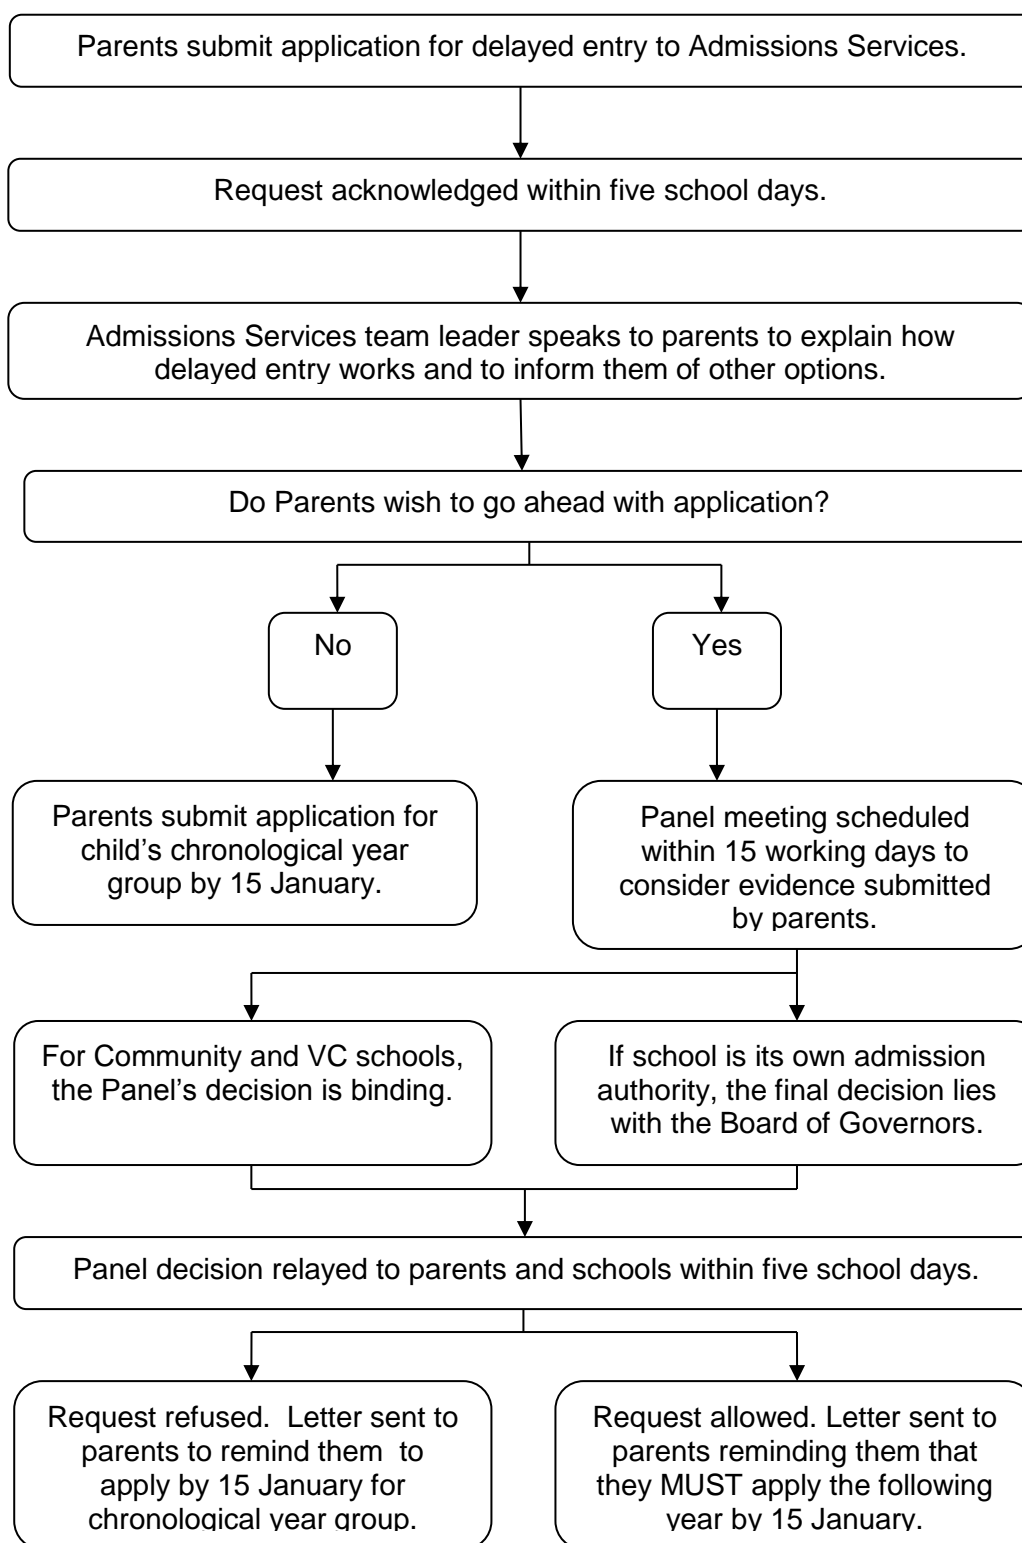 Parents submit application for delayed entry to Admissions Services.
Request acknowledged within five school days.
Admissions Services team leader speaks to parents to explain how
delayed entry works and to inform them of other options.
Do Parents wish to go ahead with application?
No
Yes
Parents submit application for
child's chronological year
group by 15 January.
Panel meeting scheduled
within 15 working days to
consider evidence submitted
by parents.
For Community and VC schools,
the Panel's decision is binding.
If school is its own admission
authority, the final decision lies
with the Board of Governors.
Panel decision relayed to parents and schools within five school days.
Request refused.  Letter sent to
parents to remind them  to
apply by 15 January for
chronological year group.
Request allowed. Letter sent to
parents reminding them that
they MUST apply the following
year by 15 January.